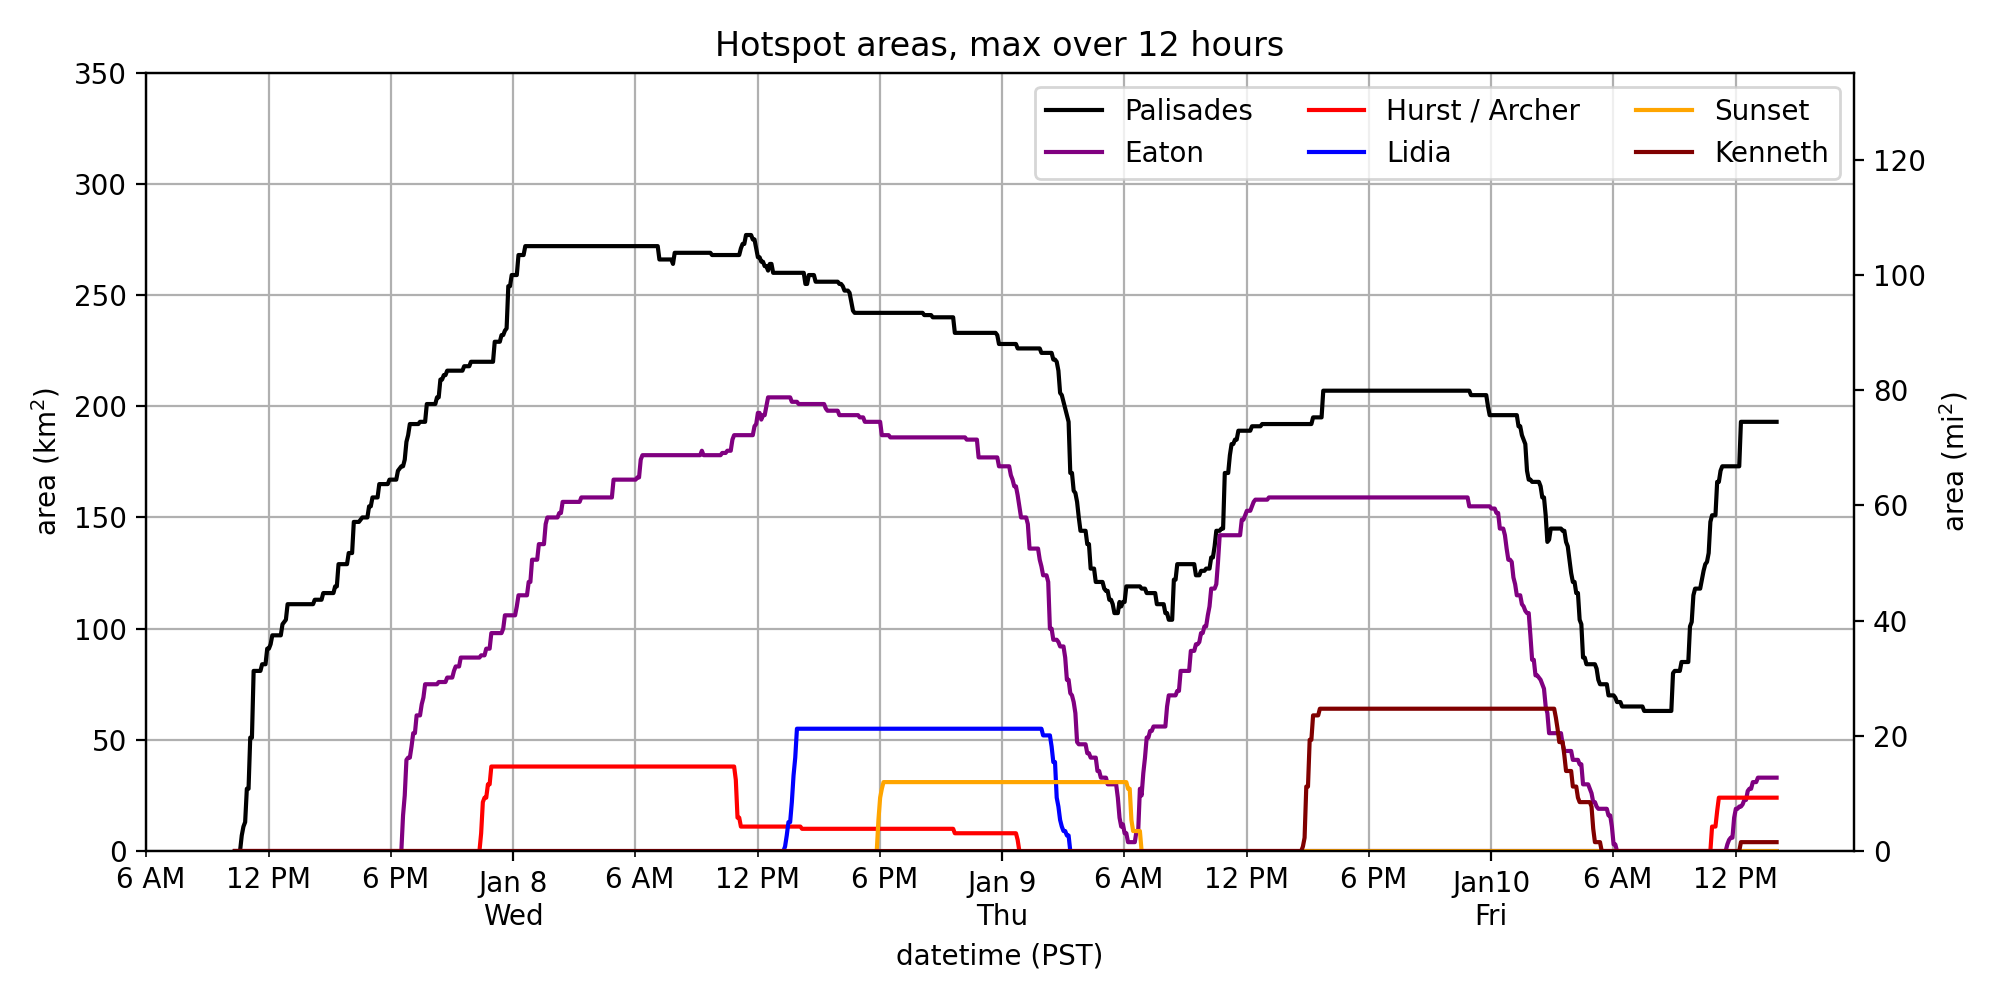 Hotspot areas, max over 12 hours
Palisades
Eaton
Hurst / Archer
Lidia
Sunset
Kenneth
350
300
250
200
150
100
50
0
area (km²)
120
100
80
60
40
20
0
area (mi²)
6 AM 12 PM 6 PM Jan 8 6 AM 12 PM 6 PM Jan 9 6 AM 12 PM 6 PM Jan10 6 AM 12 PM
Wed Thu Fri
datetime (PST)